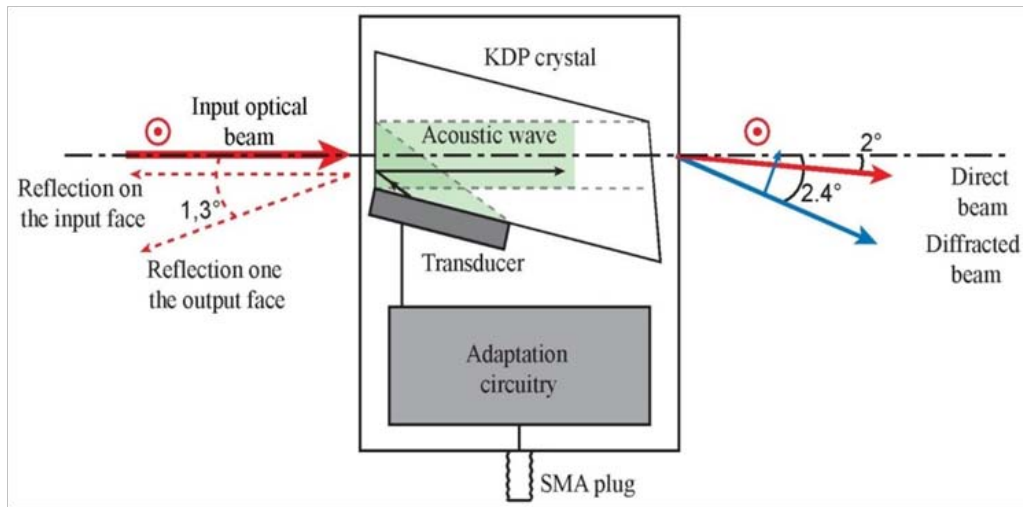 KDP crystal
Input optical
beam
Acoustic wave
Reflection on
the input face
1,3°
2°
2.4°
Direct
beam
Diffracted
beam
Reflection one
the output face
Transducer
Adaptation
circuitry
SMA plug